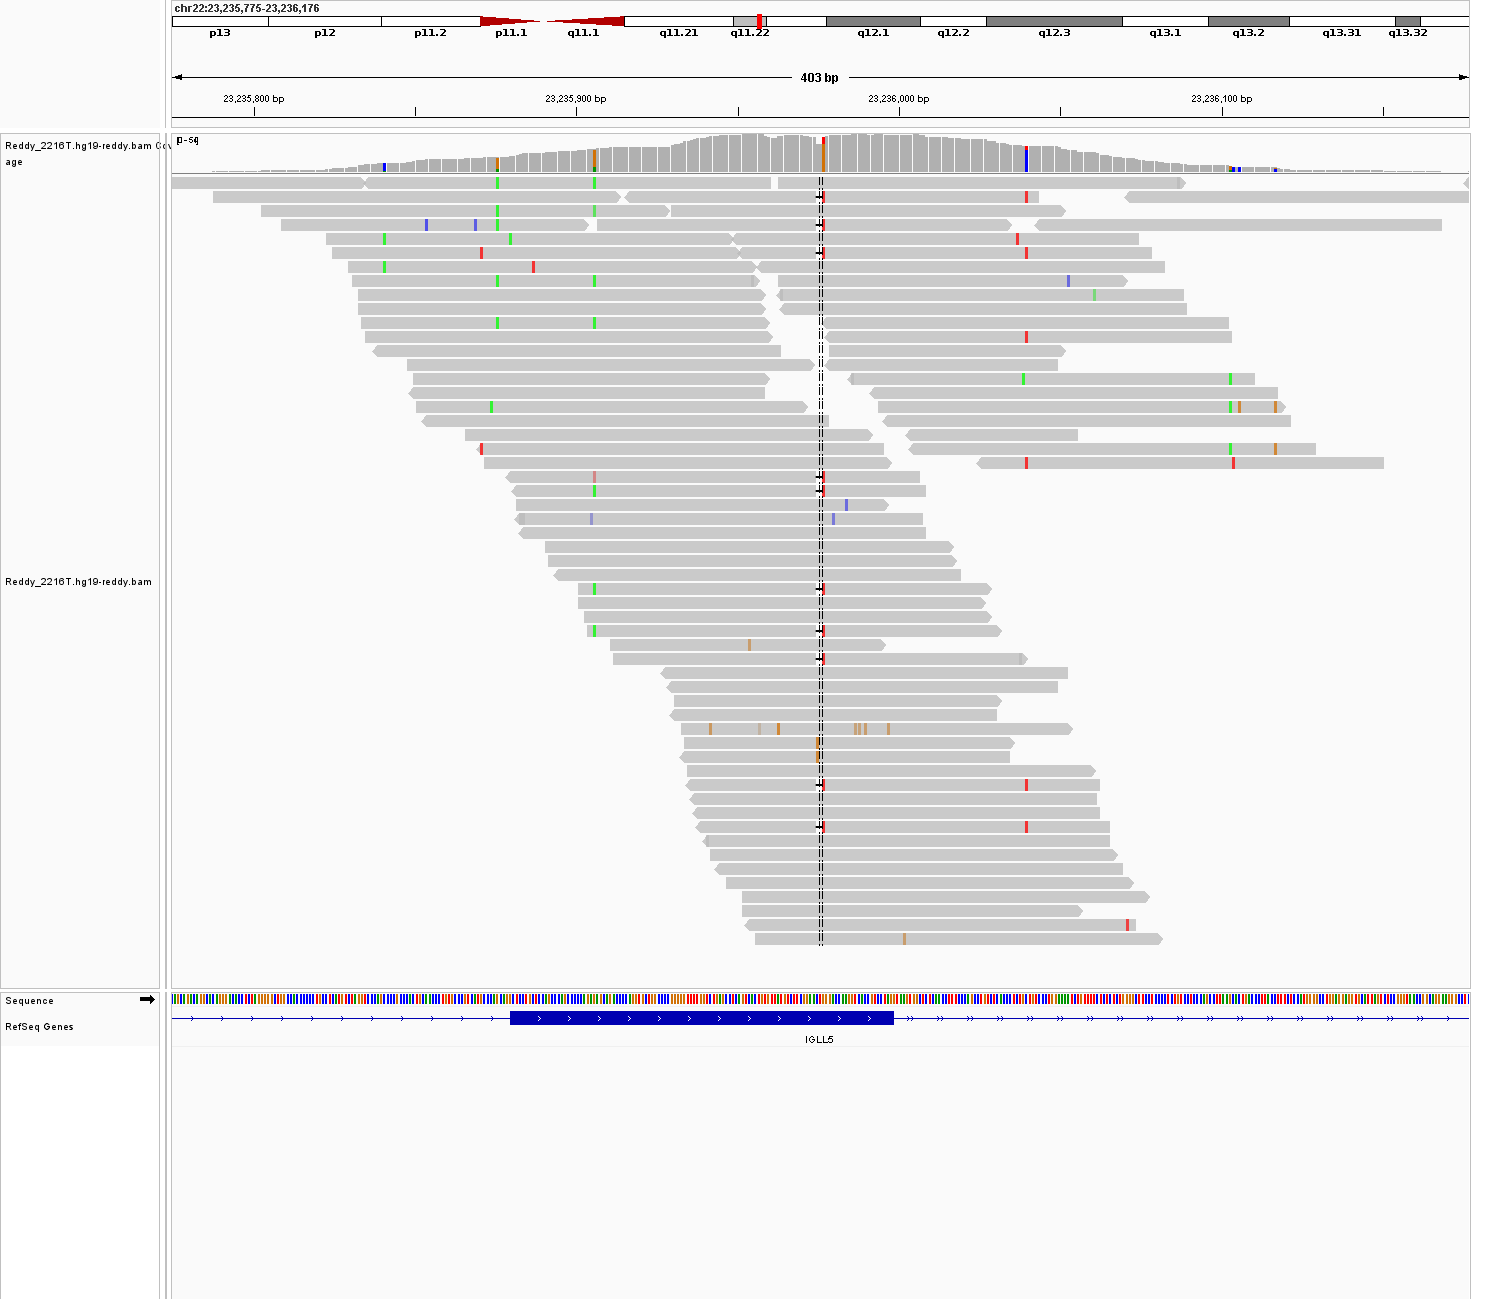 chr22:23,235,775-23,236,176
p13 p12 p11.2 p11.1 q11.1 q11.21 q11.22 q12.1 q12.2 q12.3 q13.1 q13.2 q13.31 q13.32
403 bp
23,235,800 bp 23,235,900 bp 23,236,000 bp 23,236,100 bp
Reddy_2216T.hg19-reddy.bam Cov
age
Reddy_2216T.hg19-reddy.bam
Sequence
RefSeq Genes
IGLL5